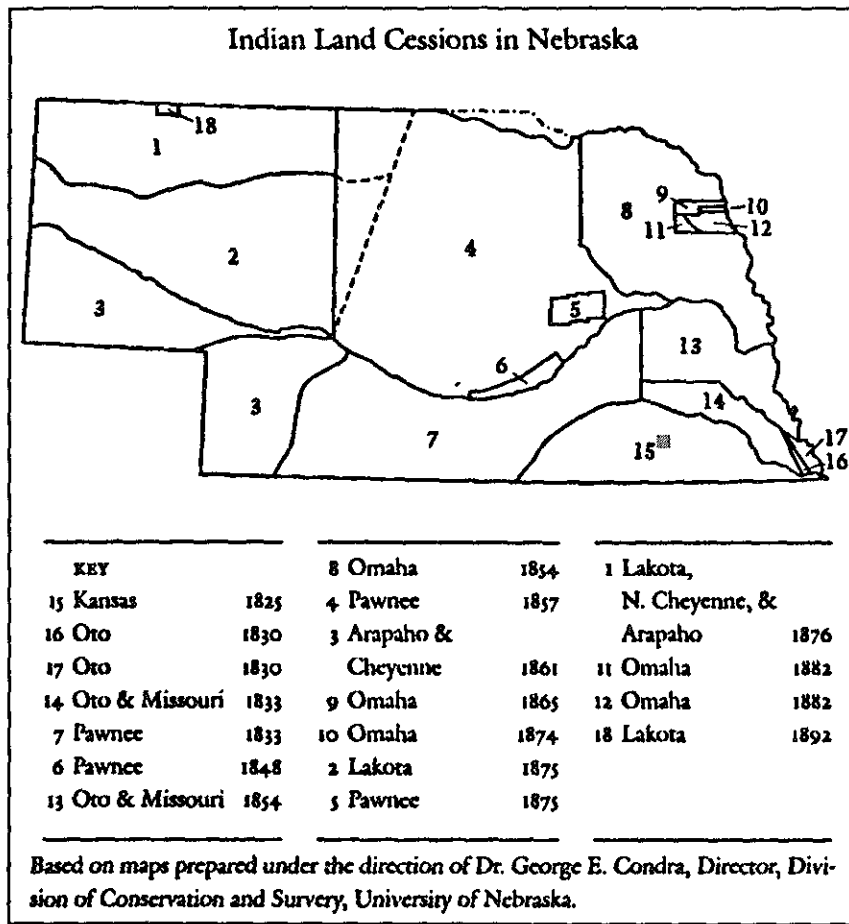 Indian Land Cessions in Nebraska
18
1
9
10
8
11
12
2
4
3
5
13
6
3
14
7
17
15
16
KEY
15 Kansas 1825
16 Oto 1830
17 Oto 1830
14 Oto & Missouri 1833
7 Pawnee 1833
6 Pawnee 1848
13 Oto & Missouri 1854
8 Omaha 1854
4 Pawnee 1857
3 Arapaho &
Cheyenne 1861
9 Omaha 1865
10 Omaha 1874
2 Lakota 1875
5 Pawnee 1875
1 Lakota,
N. Cheyenne, &
Arapaho 1876
11 Omaha 1882
12 Omaha 1882
18 Lakota 1892
Based on maps prepared under the direction of Dr. George E. Condra, Director, Divi-
sion of Conservation and Survery, University of Nebraska.